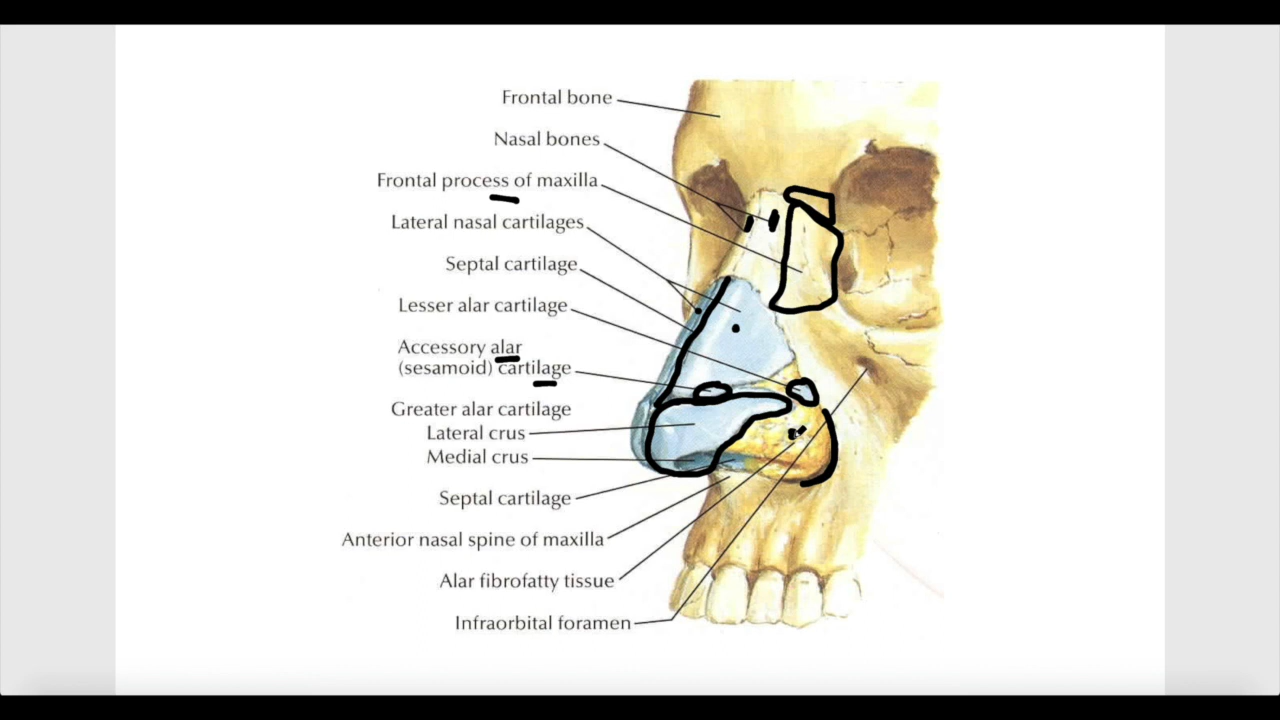 Frontal bone
Nasal bones
Frontal process of maxilla
Lateral nasal cartilages
Septal cartilage
Lesser alar cartilage
Accessory alar
(sesamoid) cartilage
Greater alar cartilage
Lateral crus
Medial crus
Septal cartilage
Anterior nasal spine of maxilla
Alar fibrofatty tissue
Infraorbital foramen